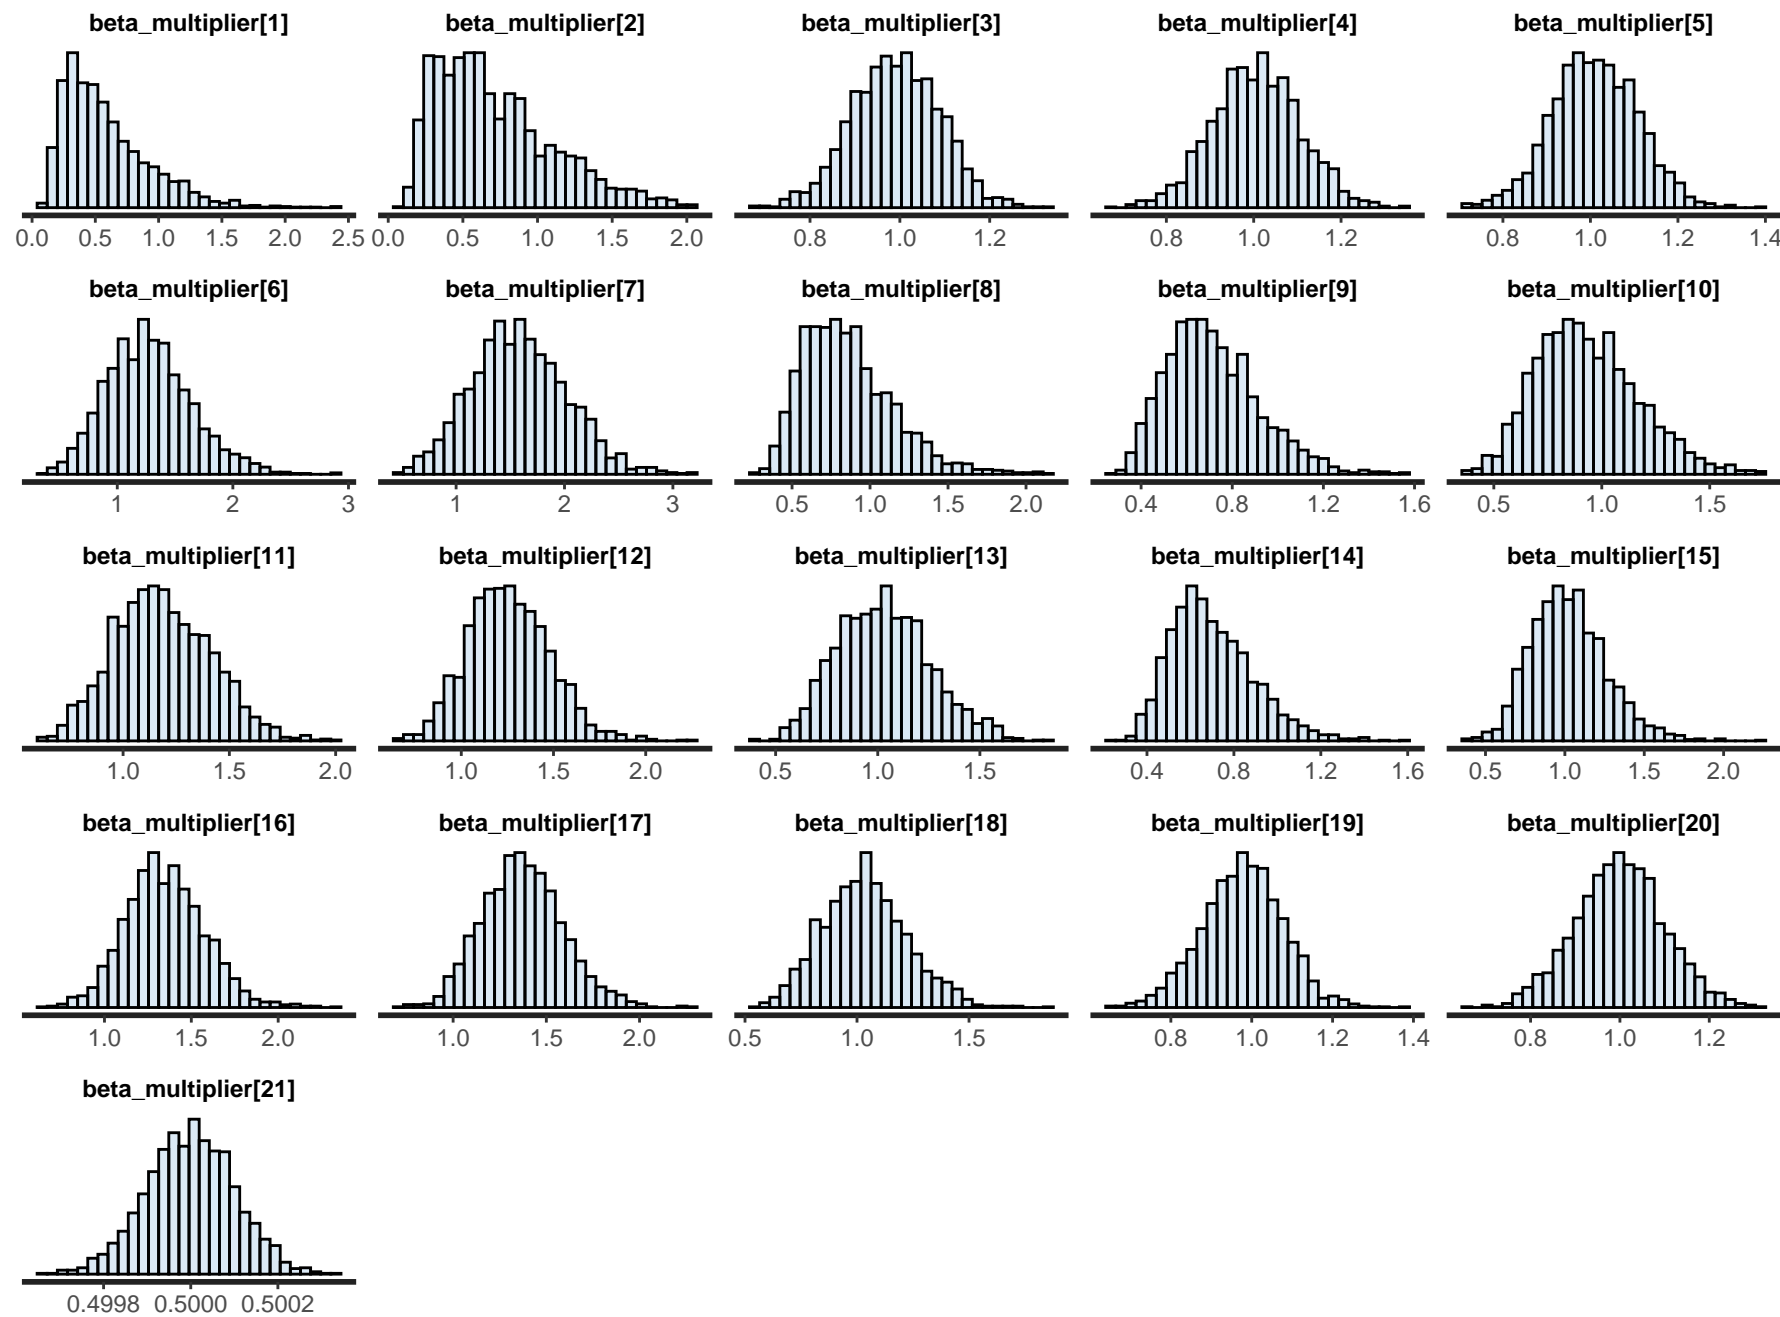 beta_multiplier[1] beta_multiplier[2] beta_multiplier[3] beta_multiplier[4] beta_multiplier[5]
0.0 0.5 1.0 1.5 2.0 2.5 0.0 0.5 1.0 1.5 2.0 0.8 1.0 1.2 0.8 1.0 1.2 0.8 1.0 1.2 1.4
beta_multiplier[6] beta_multiplier[7] beta_multiplier[8] beta_multiplier[9] beta_multiplier[10]
1 2 3 1 2 3 0.5 1.0 1.5 2.0 0.4 0.8 1.2 1.6 0.5 1.0 1.5
beta_multiplier[11] beta_multiplier[12] beta_multiplier[13] beta_multiplier[14] beta_multiplier[15]
1.0 1.5 2.0 1.0 1.5 2.0 0.5 1.0 1.5 0.4 0.8 1.2 1.6 0.5 1.0 1.5 2.0
beta_multiplier[16] beta_multiplier[17] beta_multiplier[18] beta_multiplier[19] beta_multiplier[20]
1.0 1.5 2.0 1.0 1.5 2.0 0.5 1.0 1.5 0.8 1.0 1.2 1.4 0.8 1.0 1.2
beta_multiplier[21]
0.4998 0.5000 0.5002